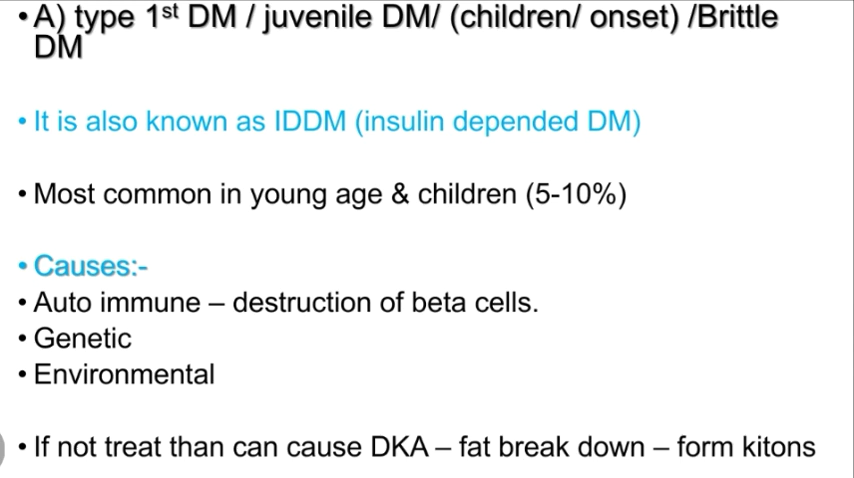 • A) type 1st DM / juvenile DM/ (children/ onset) /Brittle
DM
• It is also known as IDDM (insulin depended DM)
• Most common in young age & children (5-10%)
• Causes:-
• Auto immune – destruction of beta cells.
• Genetic
• Environmental
• If not treat than can cause DKA – fat break down – form kitons